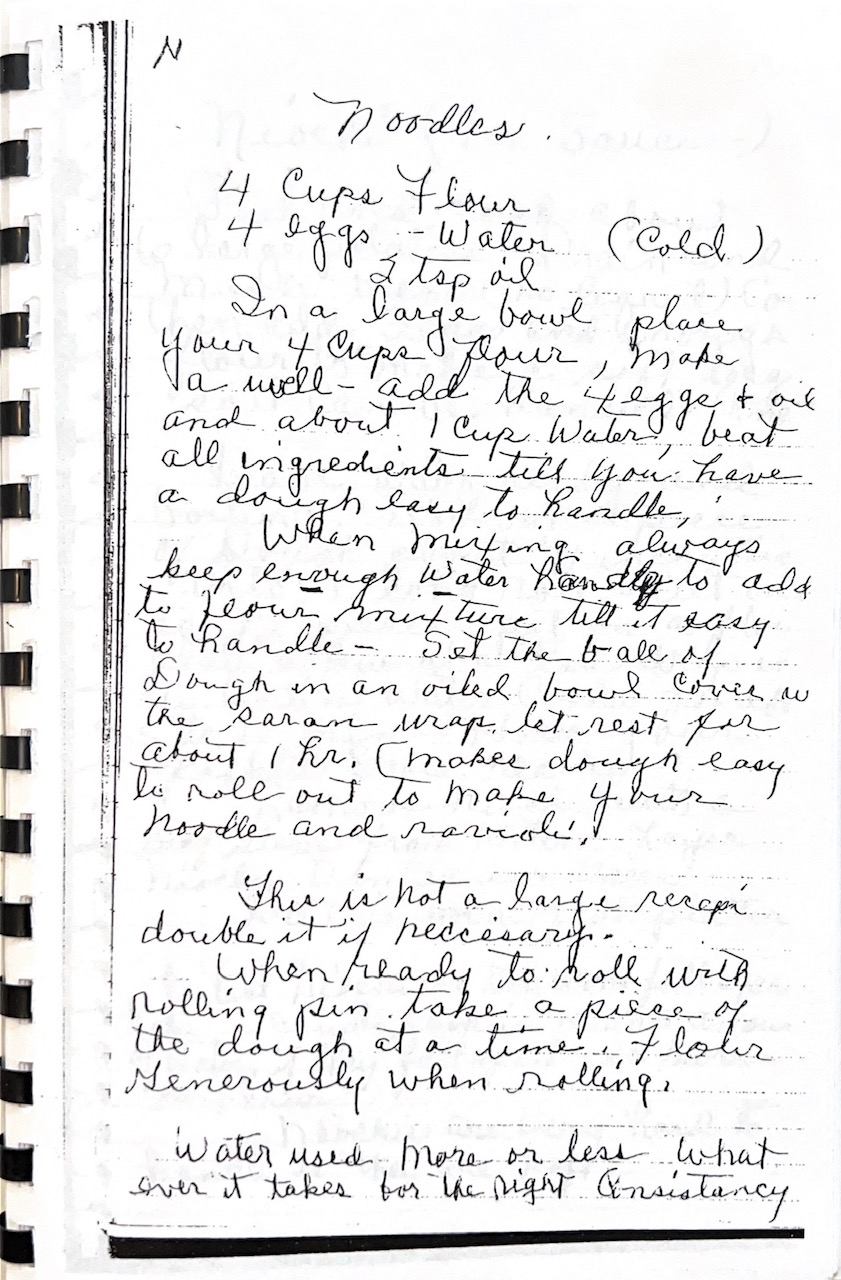 N
Noodles.
4 Cups Flour
4 eggs - Water (Cold)
2 tsp oil
In a large bowl place
your 4 Cups flour, make
a well - add the 4 eggs + oil
and about 1 Cup Water, beat
all ingredients till you have
a dough easy to handle,
When mixing always
keep enough Water handy to add
to flour mixture till it easy
to handle - Set the ball of
Dough in an oiled bowl Cover w
the saran wrap. let rest for
about 1 hr. (makes dough easy
to roll out to make your
noodle and ravioli.
This is not a large recepi
double it if neccesary.
When ready to roll with
rolling pin take a piece of
the dough at a time. Flour
generously when rolling.
Water used more or less What
ever it takes for the right Consistancy